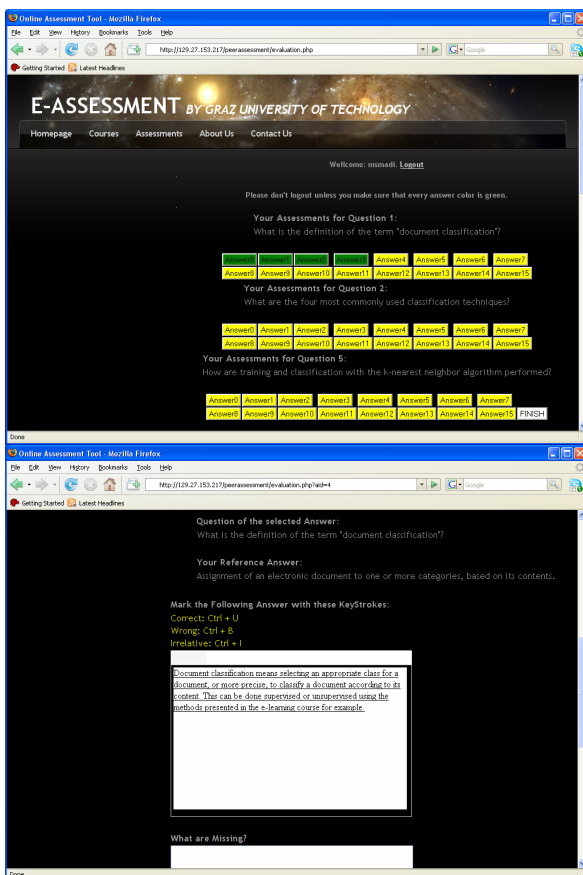 Online Assessment Tool - Mozilla Firefox
File Edit View History Bookmarks Tools Help
http://129.27.153.217/peerassessment/evaluation.php
Google
Getting Started Latest Headlines
E-ASSESSMENT BY GRAZ UNIVERSITY OF TECHNOLOGY
Homepage Courses Assessments About Us Contact Us
Wellcome: msmadi. Logout
Please don't logout unless you make sure that every answer color is green.
Your Assessments for Question 1:
What is the definition of the term "document classification"?
Answer0 Answer1 Answer2 Answer3 Answer4 Answer5 Answer6 Answer7
Answer8 Answer9 Answer10 Answer11 Answer12 Answer13 Answer14 Answer15
Your Assessments for Question 2:
What are the four most commonly used classification techniques?
Answer0 Answer1 Answer2 Answer3 Answer4 Answer5 Answer6 Answer7
Answer8 Answer9 Answer10 Answer11 Answer12 Answer13 Answer14 Answer15
Your Assessments for Question 5:
How are training and classification with the k-nearest neighbor algorithm performed?
Answer0 Answer1 Answer2 Answer3 Answer4 Answer5 Answer6 Answer7
Answer8 Answer9 Answer10 Answer11 Answer12 Answer13 Answer14 Answer15 FINISH
Done
Online Assessment Tool - Mozilla Firefox
File Edit View History Bookmarks Tools Help
http://129.27.153.217/peerassessment/evaluation.php?aid=4
Google
Getting Started Latest Headlines
Question of the selected Answer:
What is the definition of the term "document classification"?
Your Reference Answer:
Assignment of an electronic document to one or more categories, based on its contents.
Mark the Following Answer with these KeyStrokes:
Correct: Ctrl + U
Wrong: Ctrl + B
Irrelative: Ctrl + I
Document classification means selecting an appropriate class for a
document, or more precise, to classify a document according to its
content. This can be done supervised or unsupervised using the
methods presented in the e-learning course for example.
What are Missing?
Done